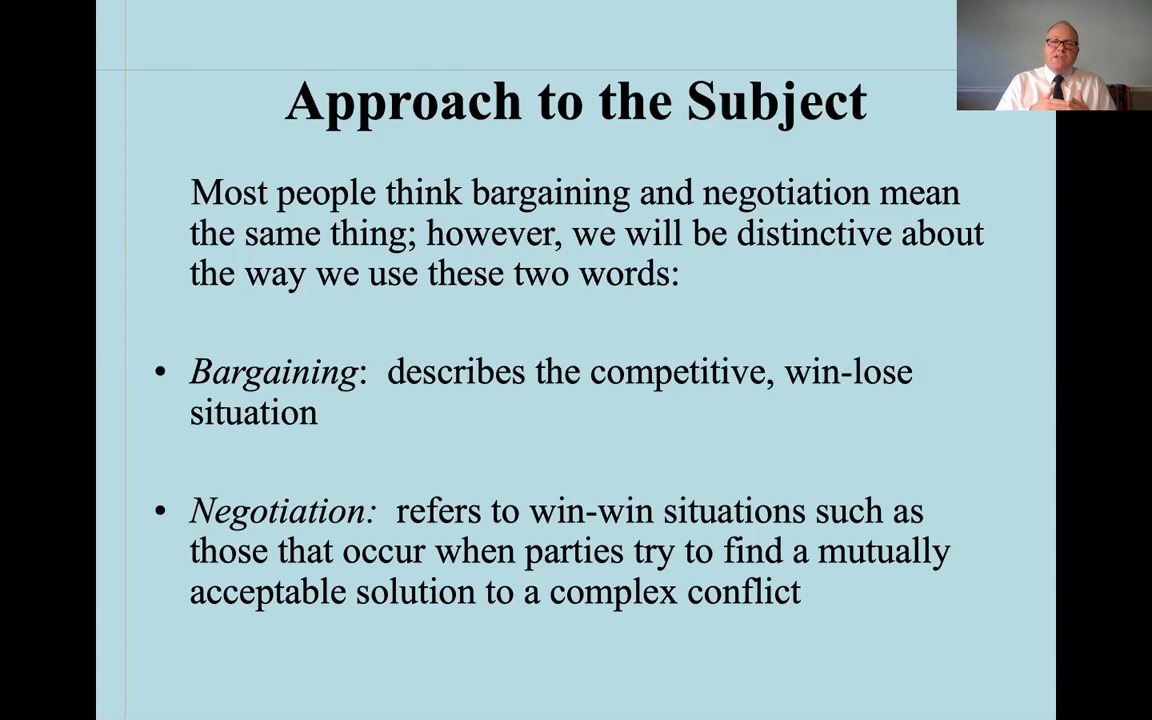 Approach to the Subject
Most people think bargaining and negotiation mean
the same thing; however, we will be distinctive about
the way we use these two words:
• Bargaining:  describes the competitive, win-lose
situation
• Negotiation:  refers to win-win situations such as
those that occur when parties try to find a mutually
acceptable solution to a complex conflict